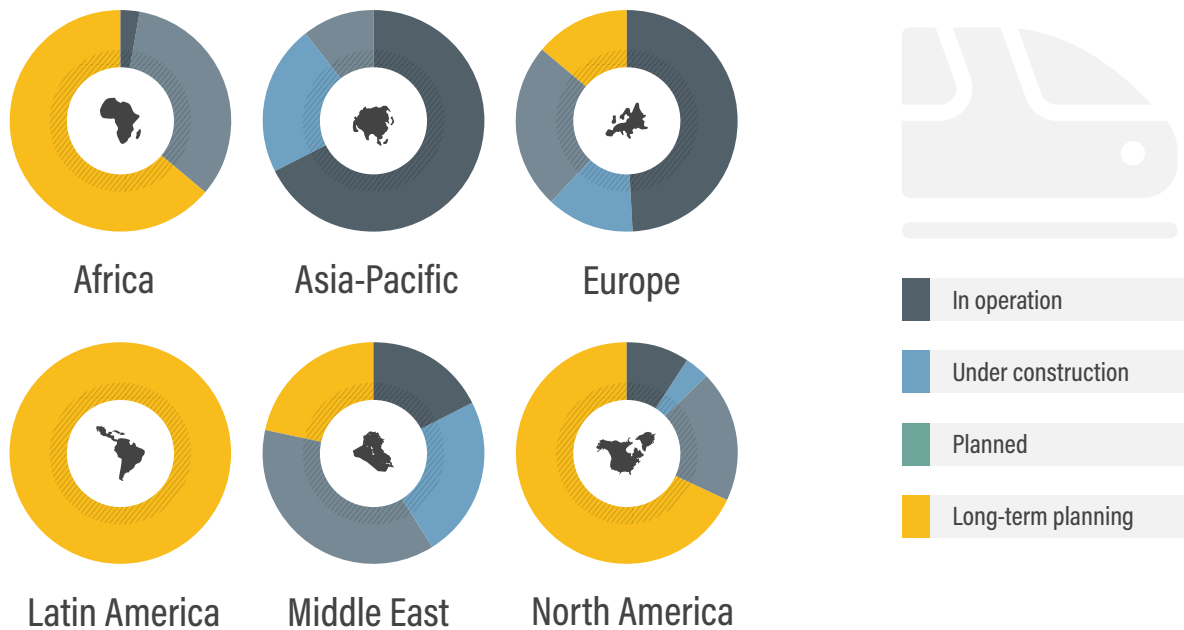 Africa
Asia-Pacific
Europe
Latin America
Middle East
North America
In operation
Under construction
Planned
Long-term planning